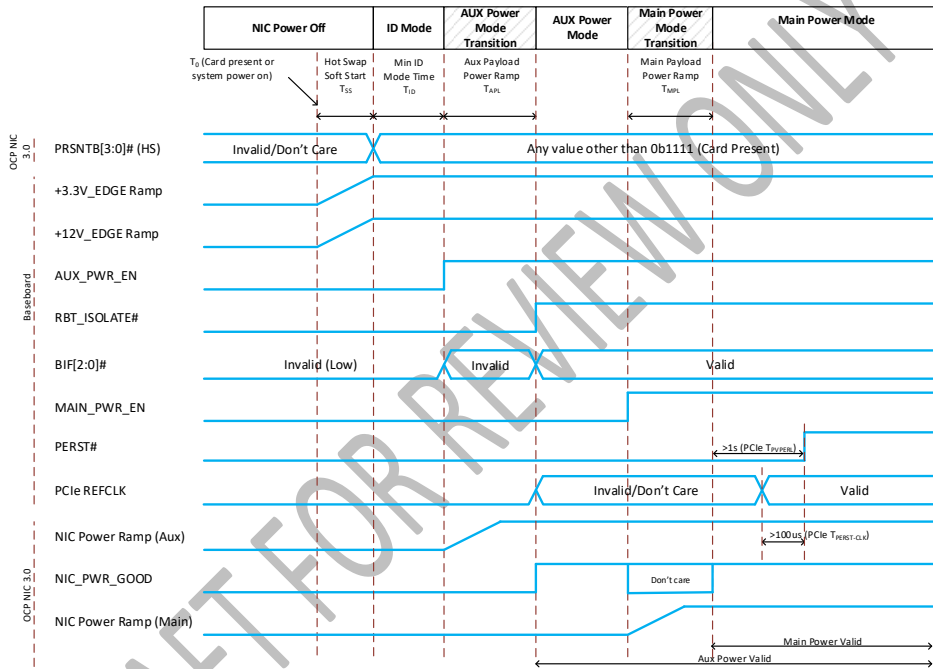 NIC Power Off
ID Mode
AUX Power
Mode
Transition
AUX Power
Mode
Main Power
Mode
Transition
Main Power Mode
T0 (Card present or
system power on)
Hot Swap
Soft Start
TSS
Min ID
Mode Time
TID
Aux Payload
Power Ramp
TAPL
Main Payload
Power Ramp
TMPL
OCP NIC
3.0
PRSNTB[3:0]# (HS)
Invalid/Don't Care
Any value other than 0b1111 (Card Present)
Baseboard
+3.3V_EDGE Ramp
+12V_EDGE Ramp
AUX_PWR_EN
RBT_ISOLATE#
BIF[2:0]#
Invalid (Low)
Invalid
Valid
MAIN_PWR_EN
PERST#
>1s (PCIe TPVPERL)
PCIe REFCLK
Invalid/Don't Care
Valid
OCP NIC 3.0
NIC Power Ramp (Aux)
>100us (PCIe TPERST-CLK)
NIC_PWR_GOOD
Don't care
NIC Power Ramp (Main)
Main Power Valid
Aux Power Valid
FT FOR REVIEW ONLY